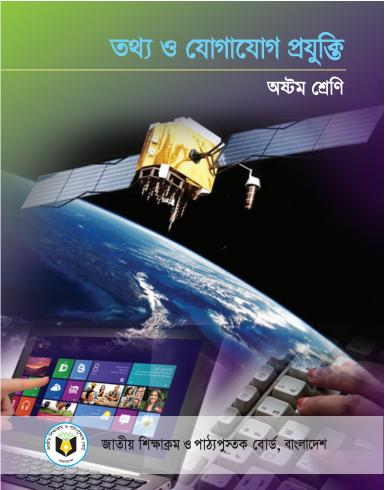 তথ্য ও যোগাযোগ প্রযুক্তি
অষ্টম শ্রেণি
জাতীয় শিক্ষাক্রম ও পাঠ্যপুস্তক বোর্ড, বাংলাদেশ